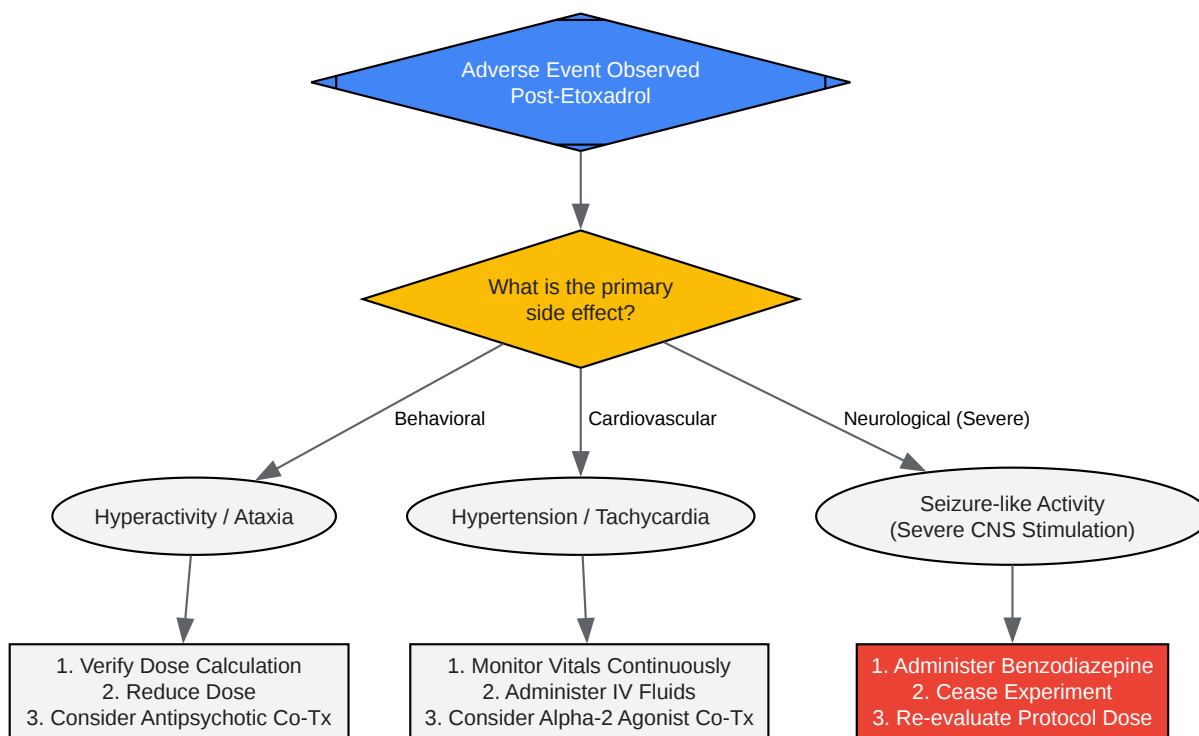 Adverse Event Observed
Post-Etoxadrol
What is the primary
side effect?
Behavioral
Cardiovascular
Neurological (Severe)
Hyperactivity / Ataxia
Hypertension / Tachycardia
Seizure-like Activity
(Severe CNS Stimulation)
1. Verify Dose Calculation
2. Reduce Dose
3. Consider Antipsychotic Co-Tx
1. Monitor Vitals Continuously
2. Administer IV Fluids
3. Consider Alpha-2 Agonist Co-Tx
1. Administer Benzodiazepine
2. Cease Experiment
3. Re-evaluate Protocol Dose